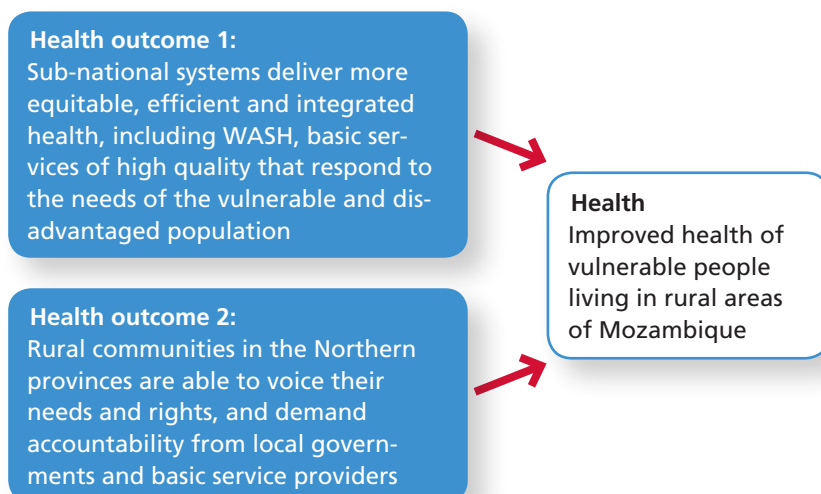 Health outcome 1:
Sub-national systems deliver more
equitable, efficient and integrated
health, including WASH, basic ser-
vices of high quality that respond to
the needs of the vulnerable and dis-
advantaged population
Health outcome 2:
Rural communities in the Northern
provinces are able to voice their
needs and rights, and demand
accountability from local govern-
ments and basic service providers
Health
Improved health of
vulnerable people
living in rural areas
of Mozambique